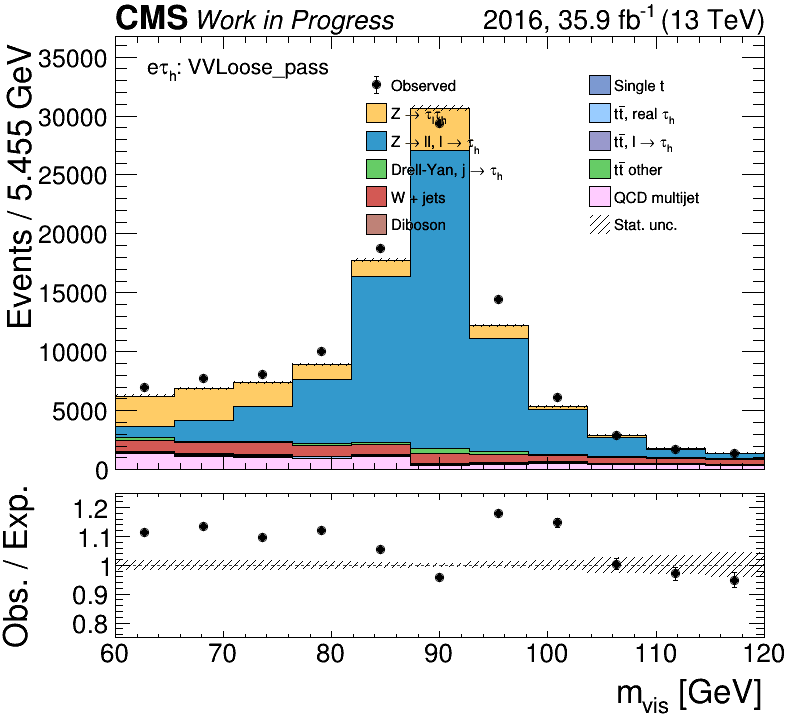 CMS Work in Progress 2016, 35.9 fb⁻¹ (13 TeV)
eτₕ: VVLoose_pass
Observed
Z → τₗτₕ
Z → ll, l → τₕ
Drell-Yan, j → τₕ
W + jets
Diboson
Single t
tt̄, real τₕ
tt̄, l → τₕ
tt̄ other
QCD multijet
Stat. unc.
Events / 5.455 GeV
35000
30000
25000
20000
15000
10000
5000
0
Obs. / Exp.
1.2
1.1
1
0.9
0.8
60 70 80 90 100 110 120
m_vis [GeV]